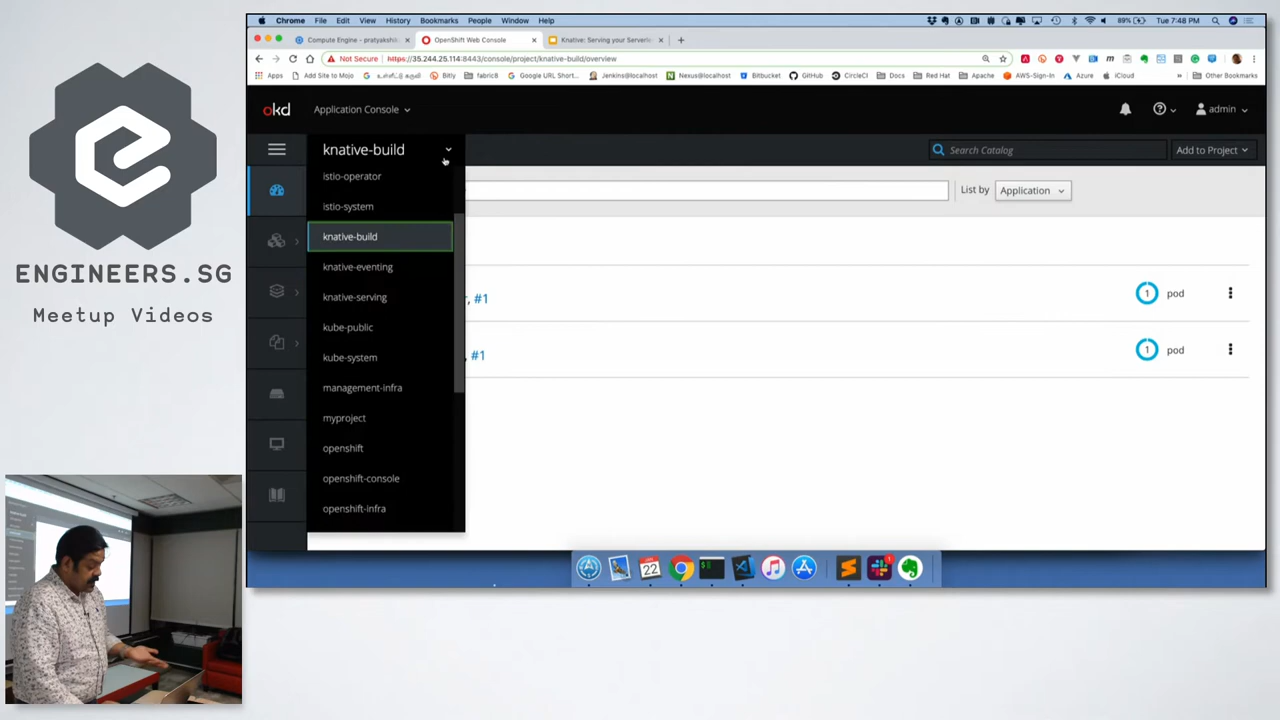 Chrome File Edit View History Bookmarks People Window Help
89% Tue 7:48 PM
Compute Engine - pratyakshi
OpenShift Web Console
Knative: Serving your Serverle
Not Secure https://35.244.25.114:8443/console/project/knative-build/overview
Apps Add Site to Mojo Bitly fabric8 Google URL Short... Jenkins@localhost Nexus@localhost Bitbucket GitHub CircleCI Docs Red Hat Apache AWS-Sign-In Azure iCloud » Other Bookmarks
okd Application Console admin
knative-build Search Catalog Add to Project
istio-operator
List by Application
istio-system
knative-build
knative-eventing
knative-serving
r, #1 1 pod
kube-public
kube-system
, #1 1 pod
management-infra
myproject
openshift
openshift-console
openshift-infra
22
1
ENGINEERS.SG
Meetup Videos